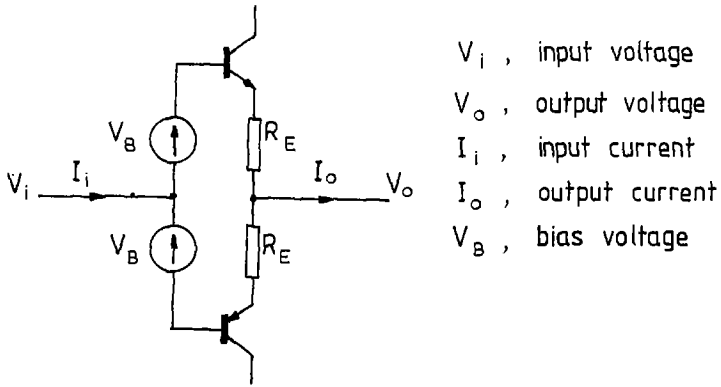 V_B
R_E
V_i I_i I_o V_o
V_B
R_E
V_i , input voltage
V_o , output voltage
I_i , input current
I_o , output current
V_B , bias voltage